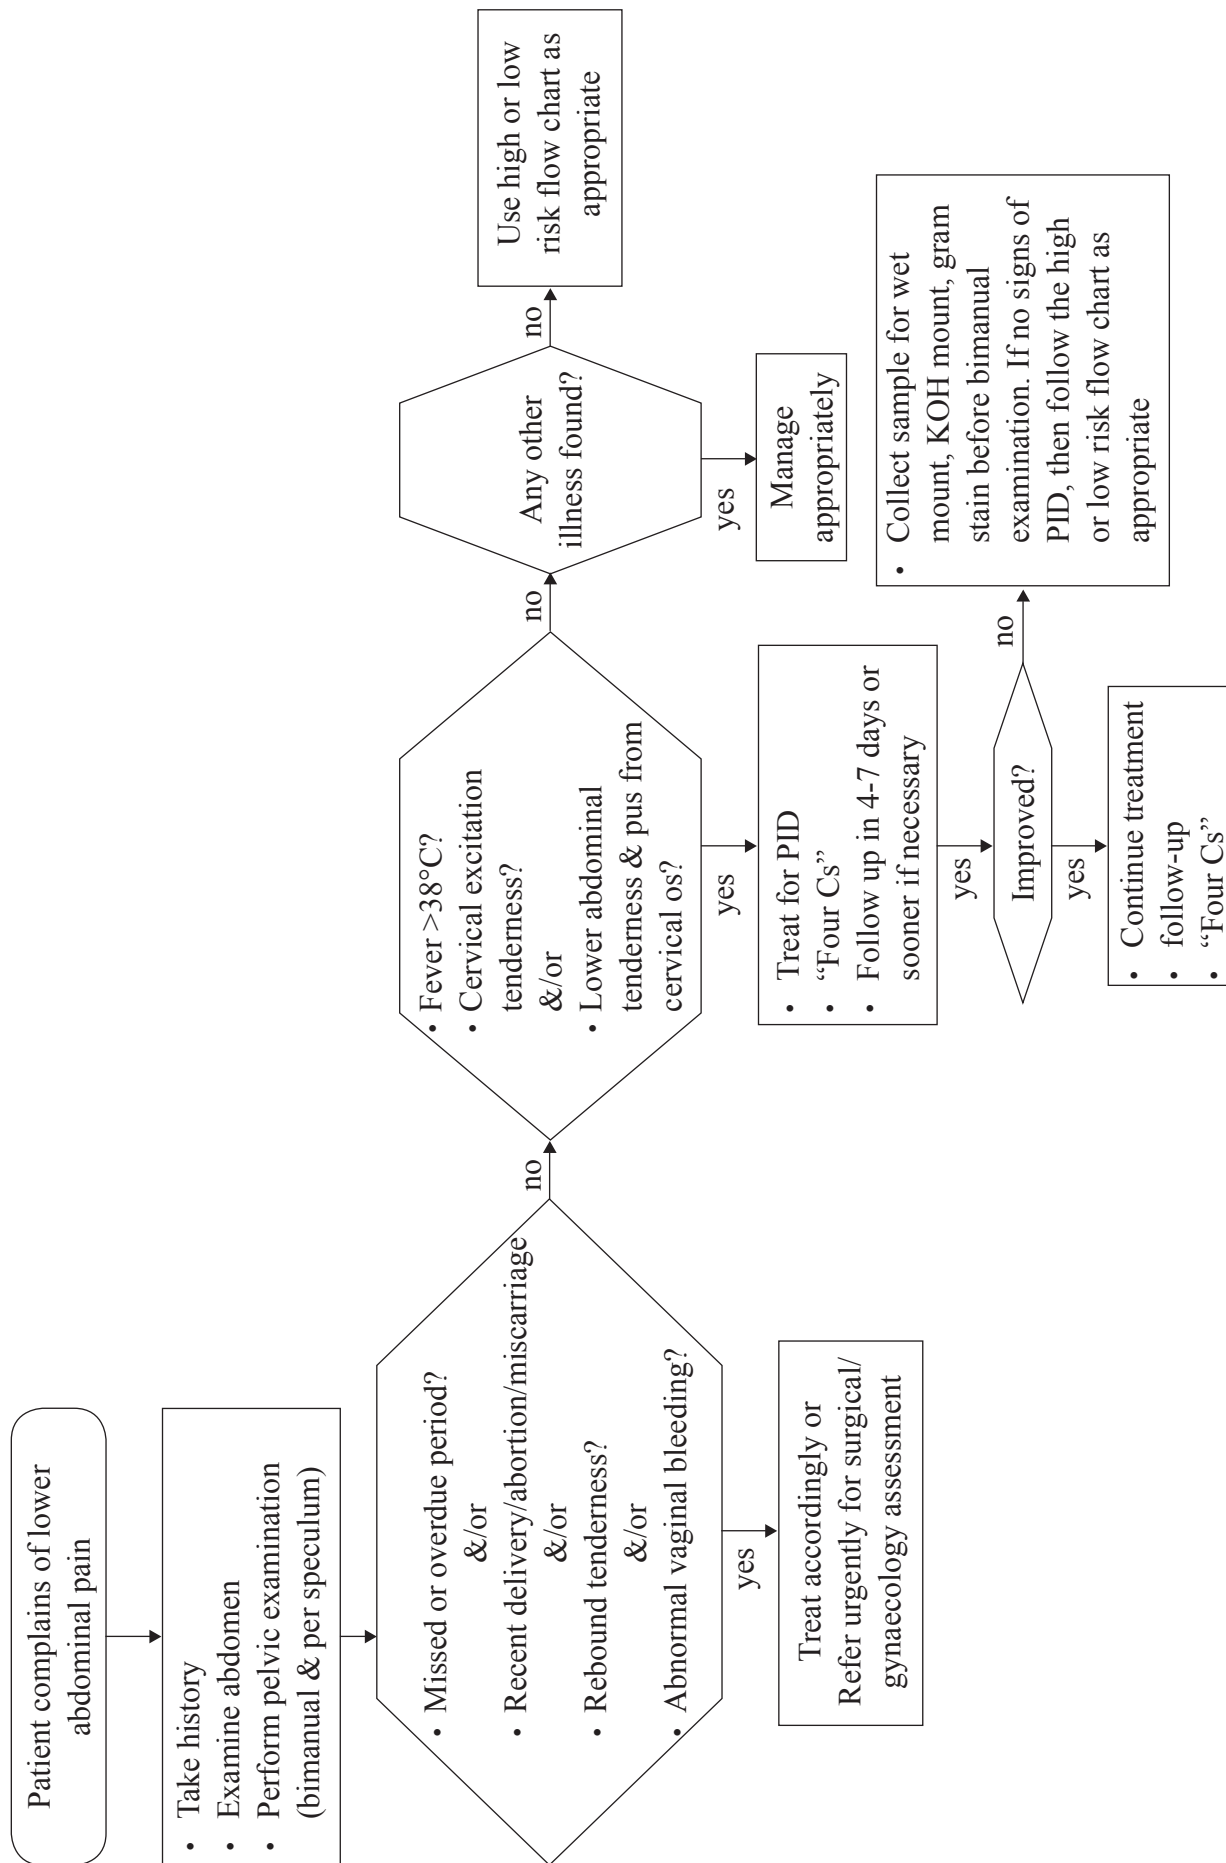 Patient complains of lower
abdominal pain
• Take history
• Examine abdomen
• Perform pelvic examination
(bimanual & per speculum)
• Missed or overdue period?
&/or
• Recent delivery/abortion/miscarriage
&/or
• Rebound tenderness?
&/or
• Abnormal vaginal bleeding?
yes
Treat accordingly or
Refer urgently for surgical/
gynaecology assessment
no
• Fever >38°C?
• Cervical excitation
tenderness?
&/or
• Lower abdominal
tenderness & pus from
cervical os?
yes
• Treat for PID
• “Four Cs”
• Follow up in 4-7 days or
sooner if necessary
yes
Improved?
yes
• Continue treatment
• follow-up
• “Four Cs”
no
• Collect sample for wet
mount, KOH mount, gram
stain before bimanual
examination. If no signs of
PID, then follow the high
or low risk flow chart as
appropriate
no
Any other
illness found?
yes
Manage
appropriately
no
Use high or low
risk flow chart as
appropriate